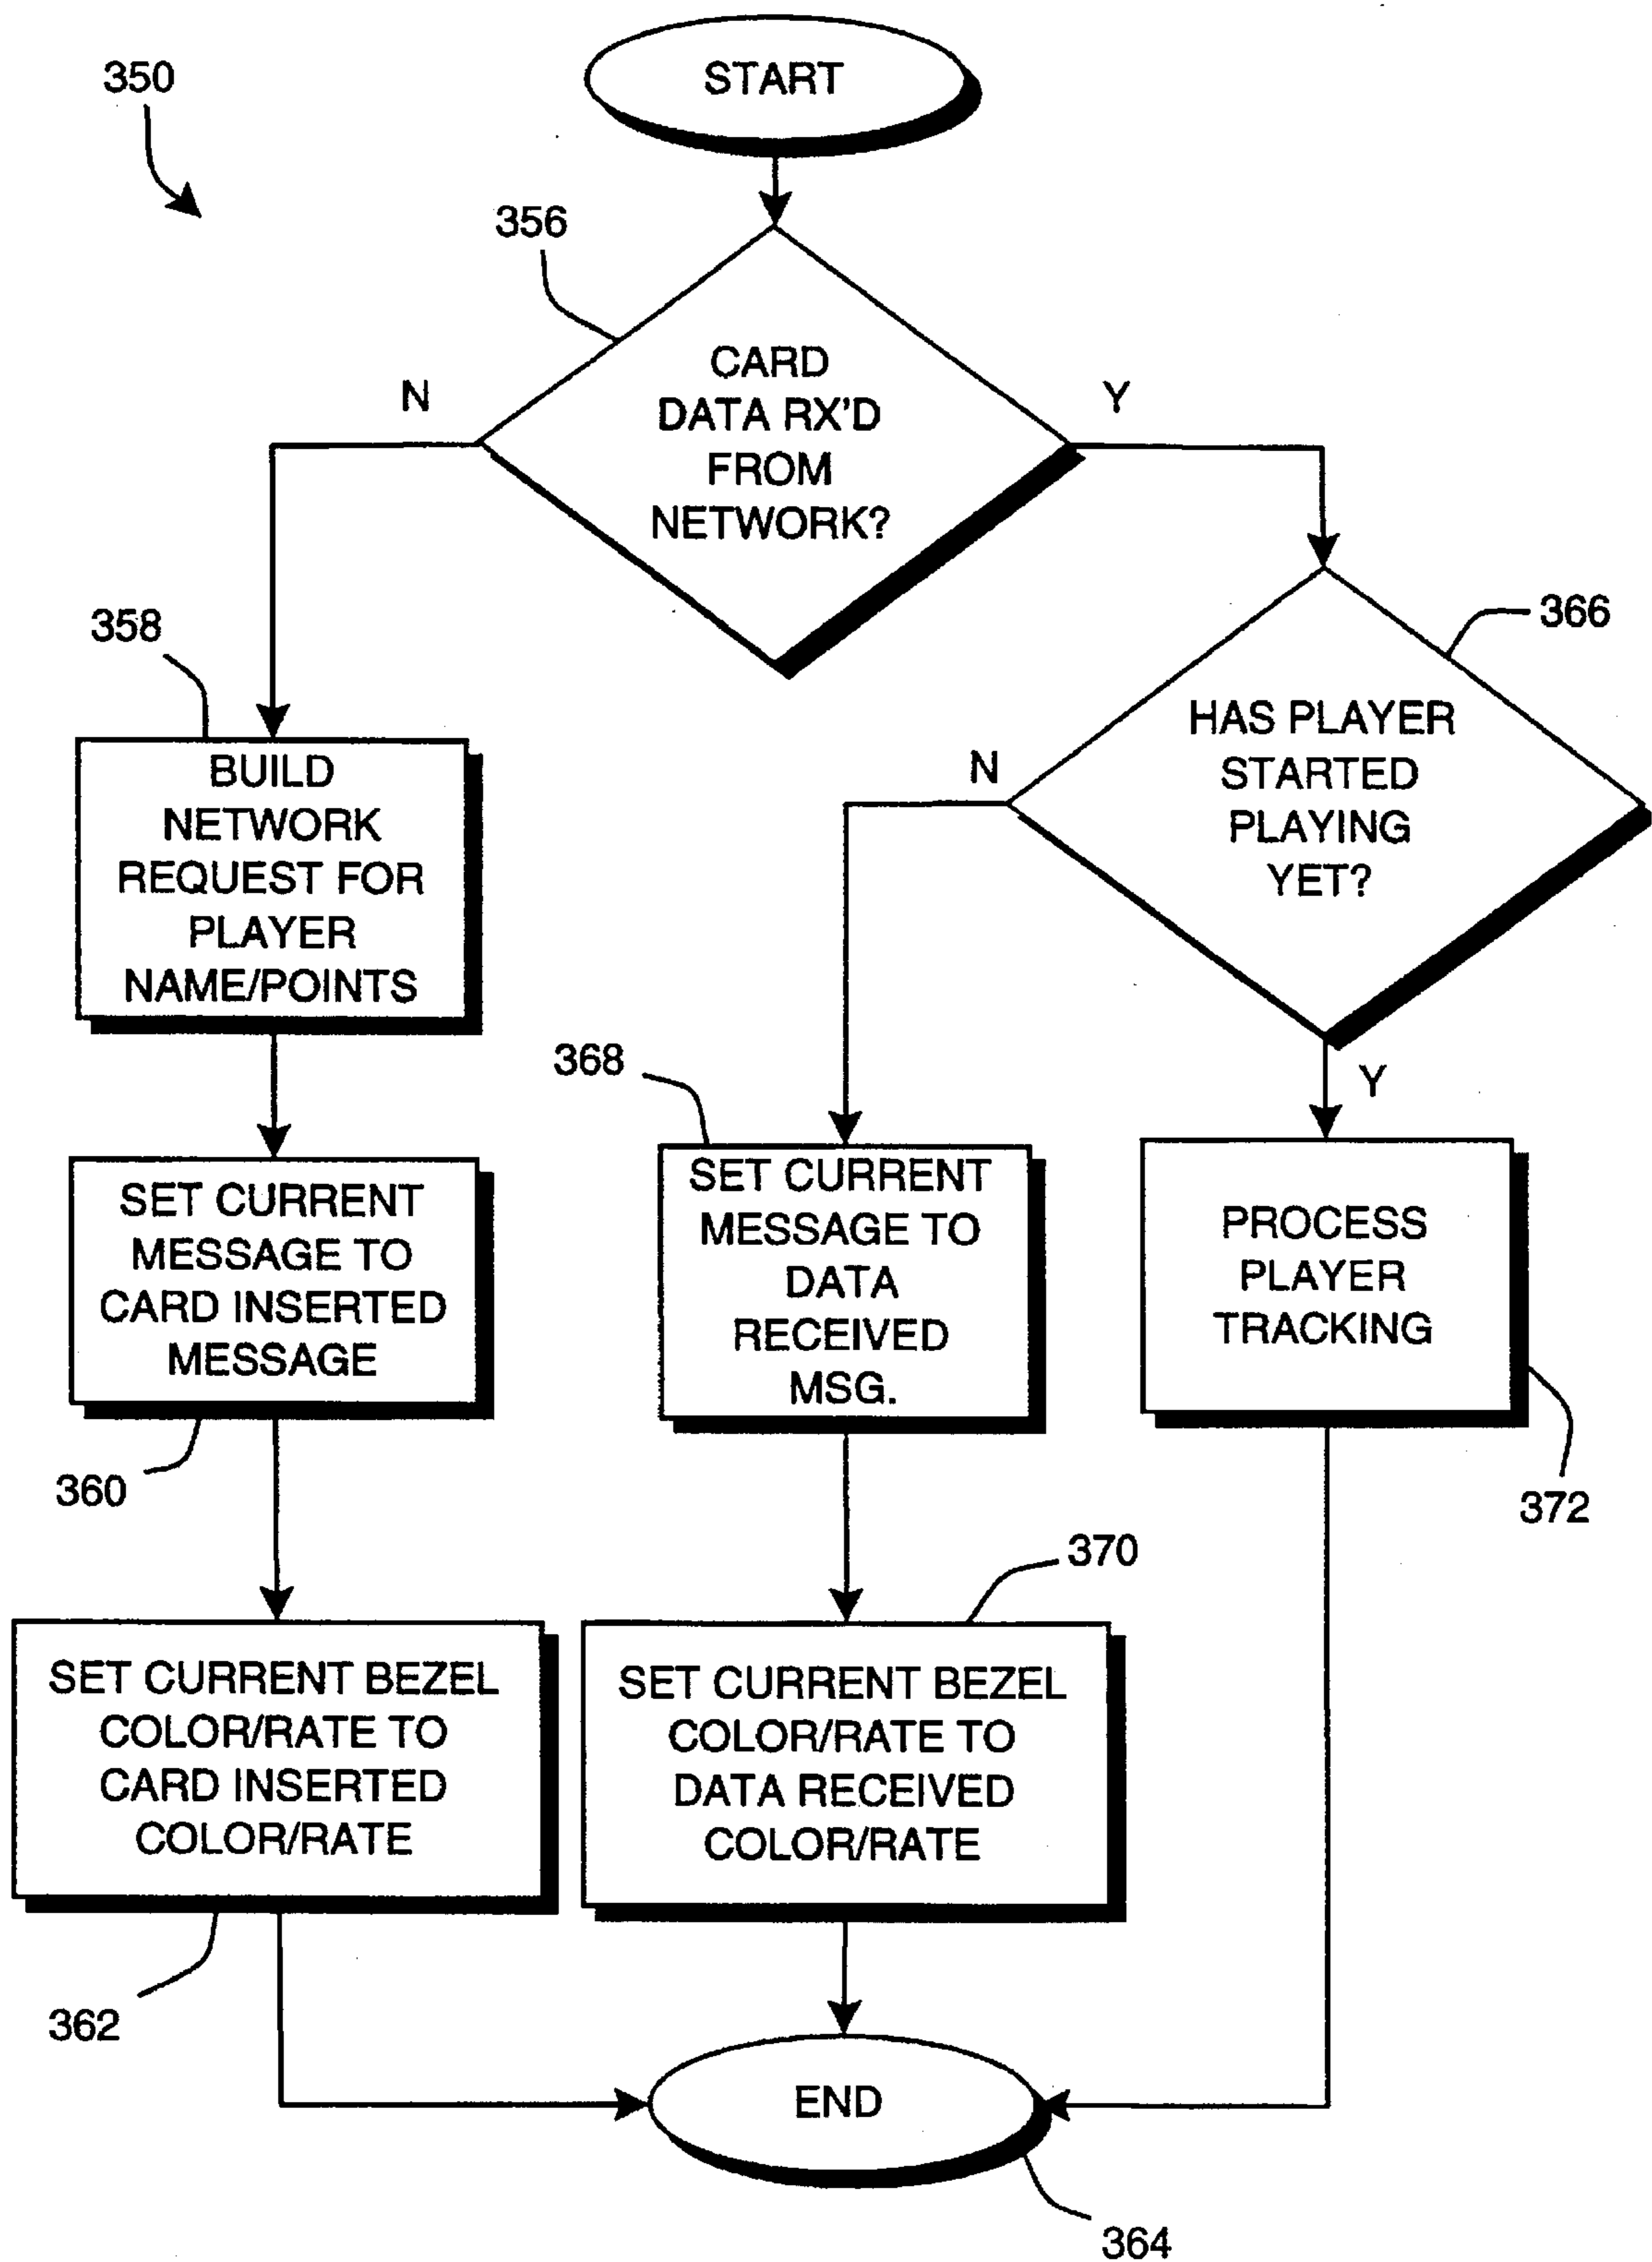 START
350
356
CARD
DATA RX'D
FROM
NETWORK?
N
Y
358
366
BUILD
NETWORK
REQUEST FOR
PLAYER
NAME/POINTS
HAS PLAYER
STARTED
PLAYING
YET?
N
Y
368
SET CURRENT
MESSAGE TO
CARD INSERTED
MESSAGE
360
SET CURRENT
MESSAGE TO
DATA
RECEIVED
MSG.
PROCESS
PLAYER
TRACKING
372
370
SET CURRENT BEZEL
COLOR/RATE TO
CARD INSERTED
COLOR/RATE
362
SET CURRENT BEZEL
COLOR/RATE TO
DATA RECEIVED
COLOR/RATE
END
364